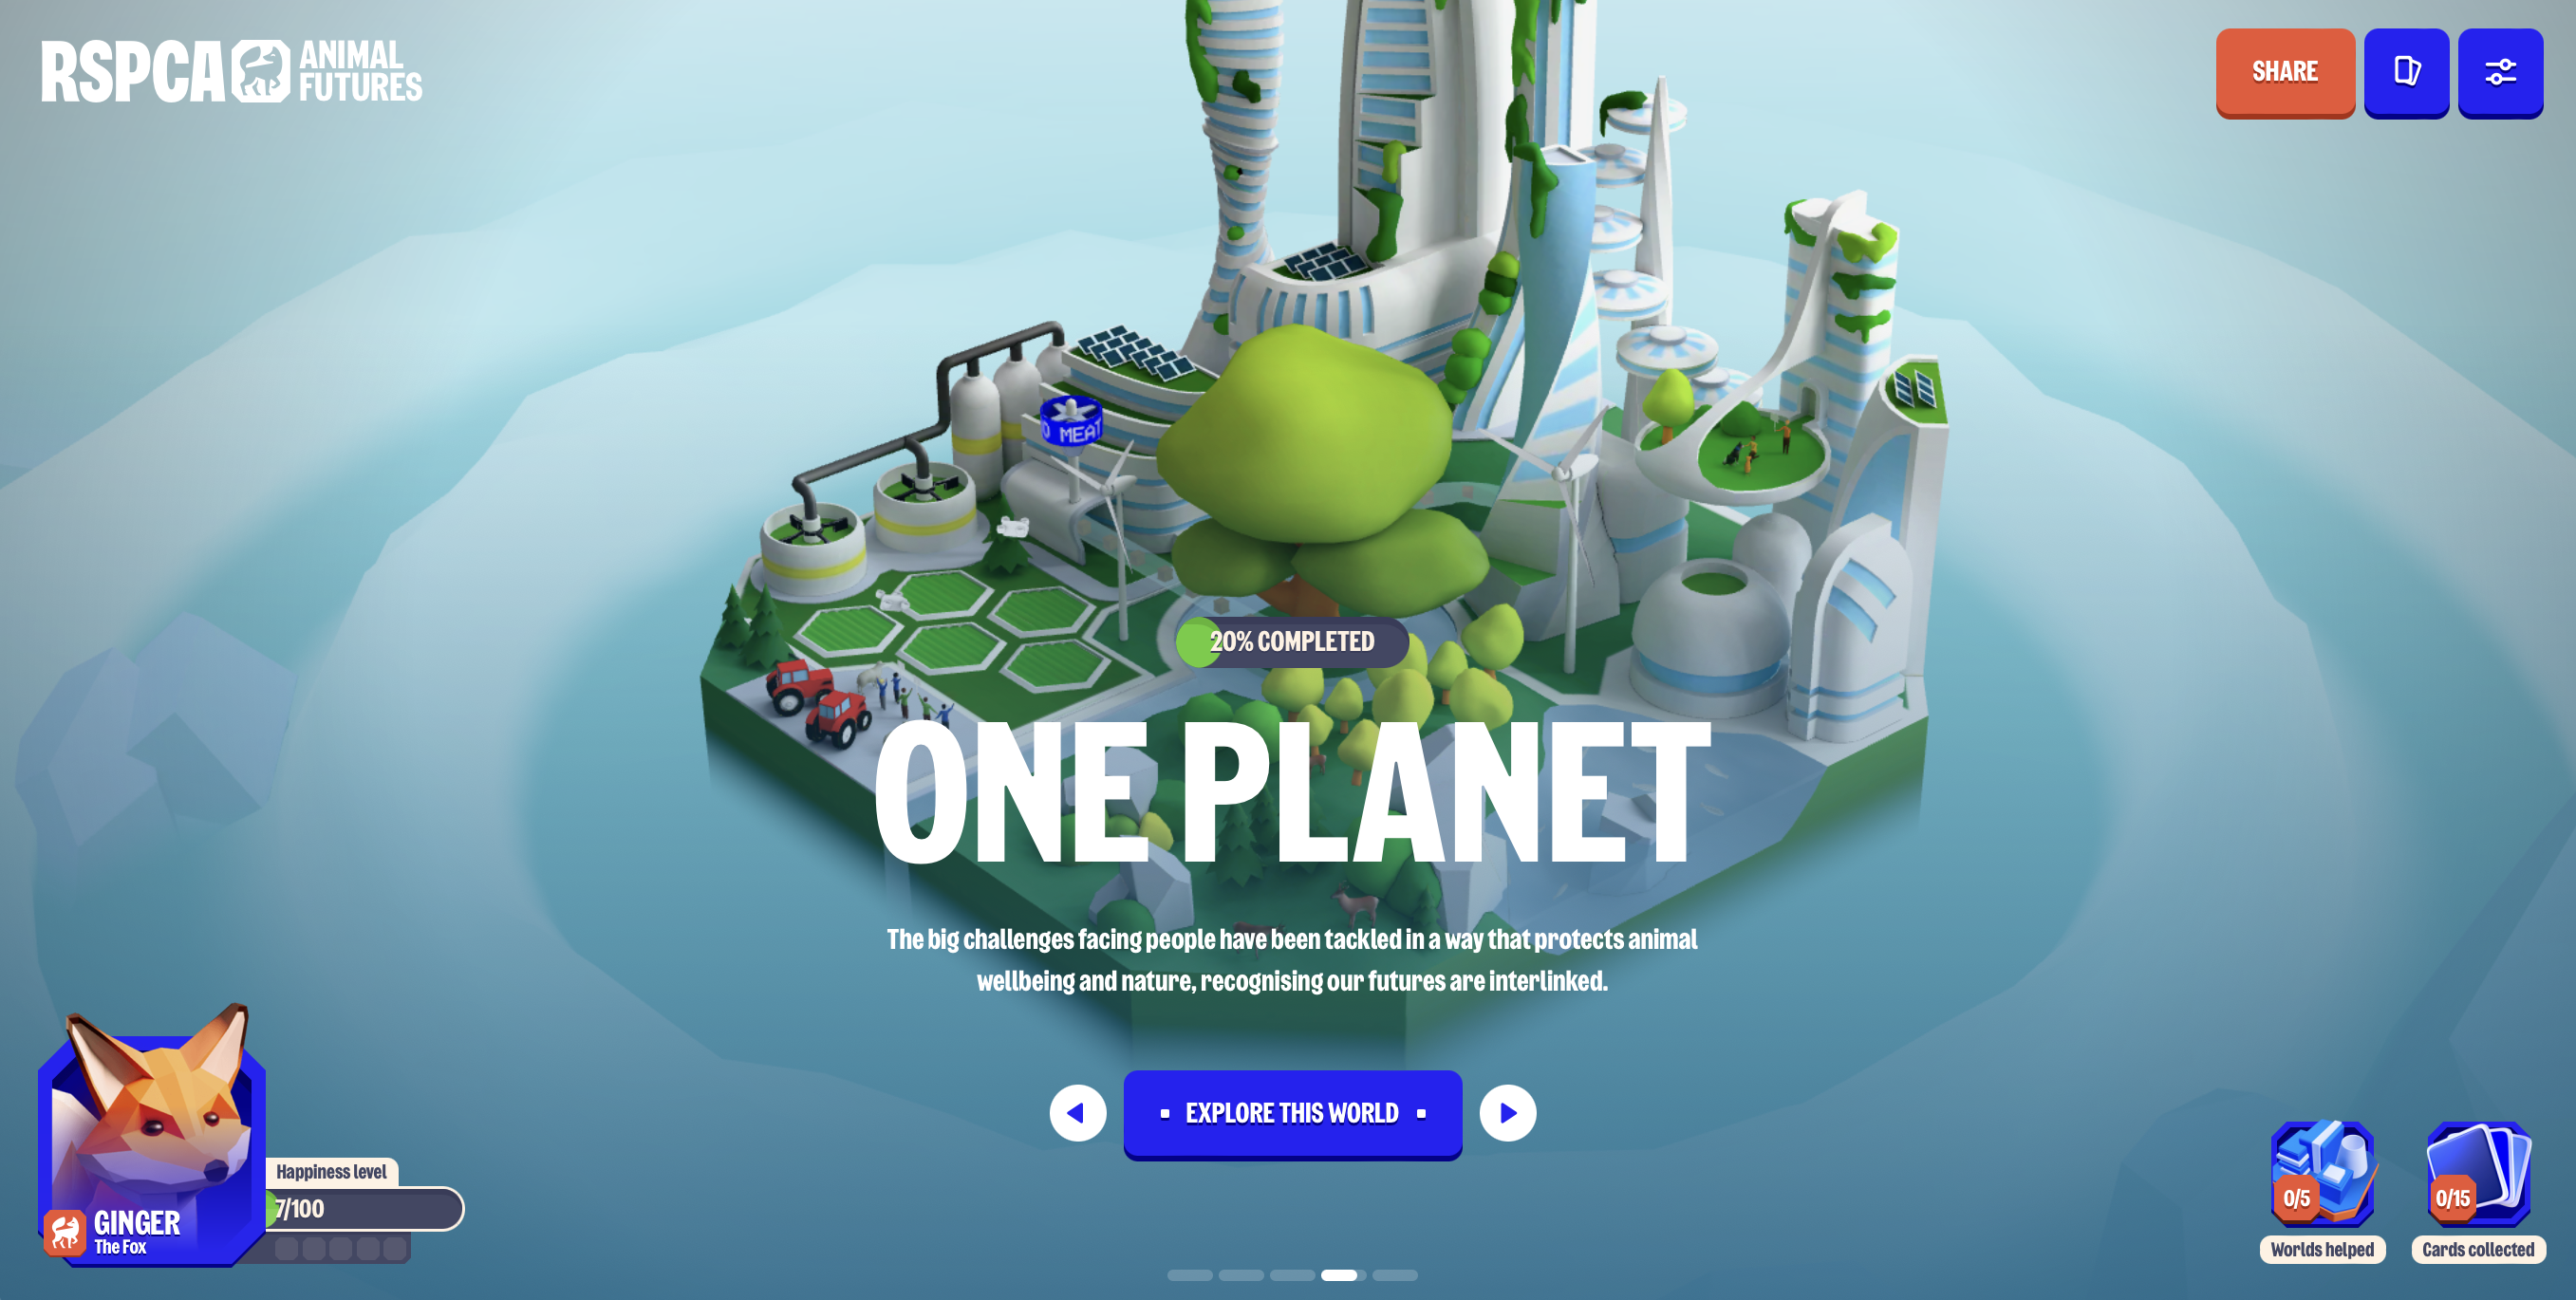 RSPCA ANIMAL FUTURES
SHARE
MEAT
20% COMPLETED
ONE PLANET
The big challenges facing people have been tackled in a way that protects animal
wellbeing and nature, recognising our futures are interlinked.
EXPLORE THIS WORLD
Happiness level
7/100
GINGER
The Fox
0/5
Worlds helped
0/15
Cards collected